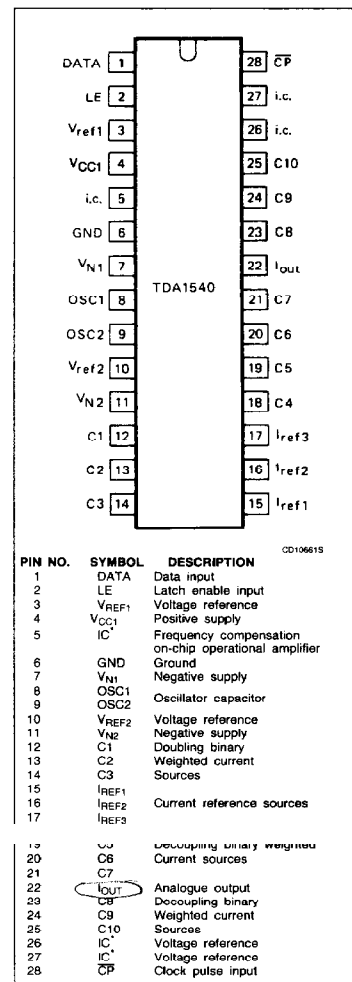 DATA 1 28 CP
LE 2 27 i.c.
Vref1 3 26 i.c.
VCC1 4 25 C10
i.c. 5 24 C9
GND 6 23 C8
VN1 7 22 Iout
TDA1540
OSC1 8 21 C7
OSC2 9 20 C6
Vref2 10 19 C5
VN2 11 18 C4
C1 12 17 Iref3
C2 13 16 Iref2
C3 14 15 Iref1
CD10661S
PIN NO. SYMBOL DESCRIPTION
1 DATA Data input
2 LE Latch enable input
3 VREF1 Voltage reference
4 VCC1 Positive supply
5 IC* Frequency compensation
on-chip operational amplifier
6 GND Ground
7 VN1 Negative supply
8 OSC1
Oscillator capacitor
9 OSC2
10 VREF2 Voltage reference
11 VN2 Negative supply
12 C1 Doubling binary
13 C2 Weighted current
14 C3 Sources
15 IREF1
16 IREF2 Current reference sources
17 IREF3
19 C5 Decoupling binary weighted
20 C6 Current sources
21 C7
22 IOUT Analogue output
23 C8 Decoupling binary
24 C9 Weighted current
25 C10 Sources
26 IC* Voltage reference
27 IC* Voltage reference
28 CP Clock pulse input